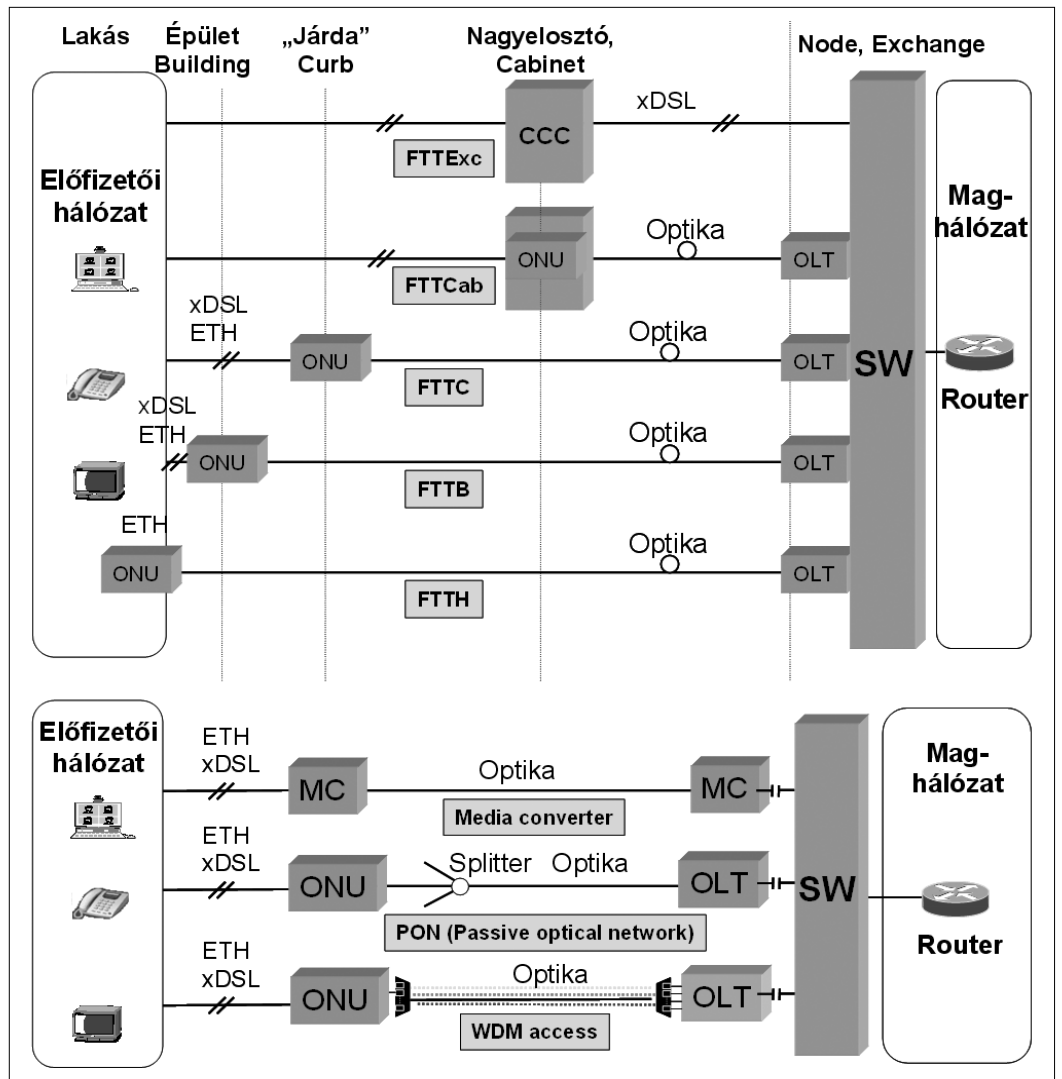 Lakás
Épület
Building
„Járda”
Curb
Nagyelosztó,
Cabinet
Node, Exchange
Előfizetői
hálózat
xDSL
CCC
FTTExc
Optika
ONU
OLT
FTTCab
xDSL
ETH
ONU
Optika
OLT
FTTC
xDSL
ETH
ONU
Optika
OLT
FTTB
ETH
ONU
Optika
OLT
FTTH
SW
Mag-
hálózat
Router
Előfizetői
hálózat
ETH
xDSL
MC
Optika
MC
Media converter
ETH
xDSL
ONU
Splitter
Optika
OLT
PON (Passive optical network)
ETH
xDSL
ONU
Optika
OLT
WDM access
SW
Mag-
hálózat
Router